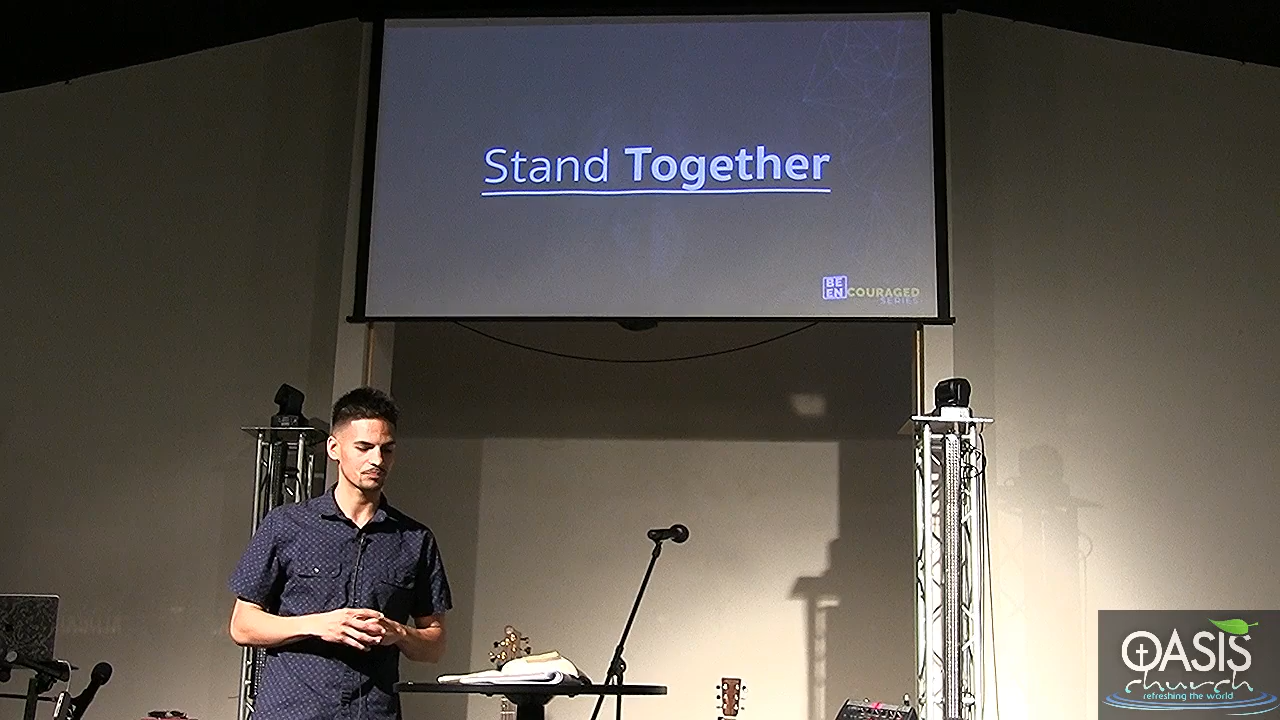 Stand Together
BE
EN COURAGED
SERIES
OASIS
church
refreshing the world